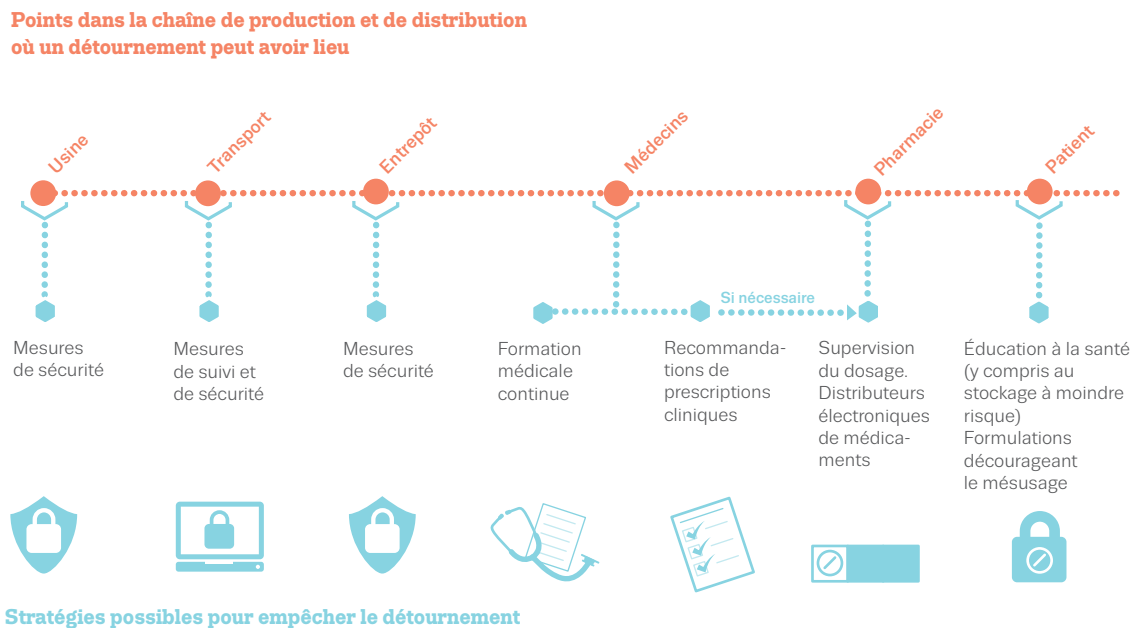 Points dans la chaîne de production et de distribution
où un détournement peut avoir lieu
Usine
Transport
Entrepôt
Médecins
Pharmacie
Patient
Si nécessaire
Mesures
de sécurité
Mesures
de suivi et
de sécurité
Mesures
de sécurité
Formation
médicale
continue
Recommanda-
tions de
prescriptions
cliniques
Supervision
du dosage.
Distributeurs
électroniques
de médica-
ments
Éducation à la santé
(y compris au
stockage à moindre
risque)
Formulations
décourageant
le mésusage
Stratégies possibles pour empêcher le détournement